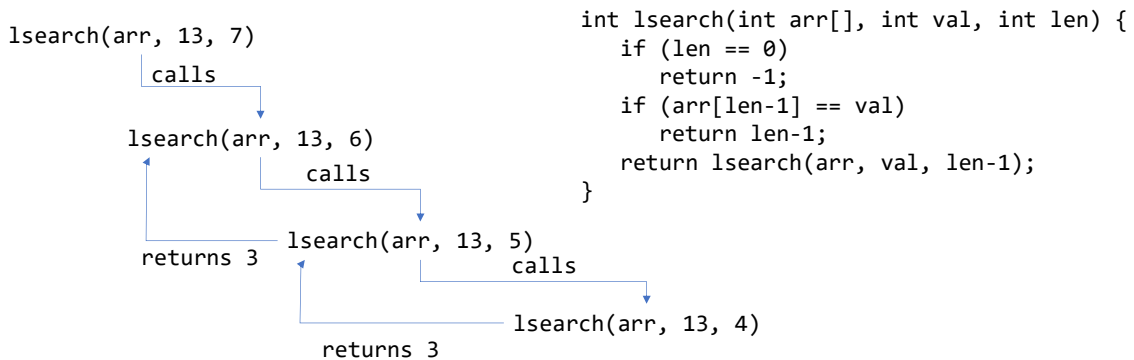 lsearch(arr, 13, 7)
calls
lsearch(arr, 13, 6)
calls
lsearch(arr, 13, 5)
returns 3
calls
lsearch(arr, 13, 4)
returns 3
int lsearch(int arr[], int val, int len) {
   if (len == 0)
      return -1;
   if (arr[len-1] == val)
      return len-1;
   return lsearch(arr, val, len-1);
}